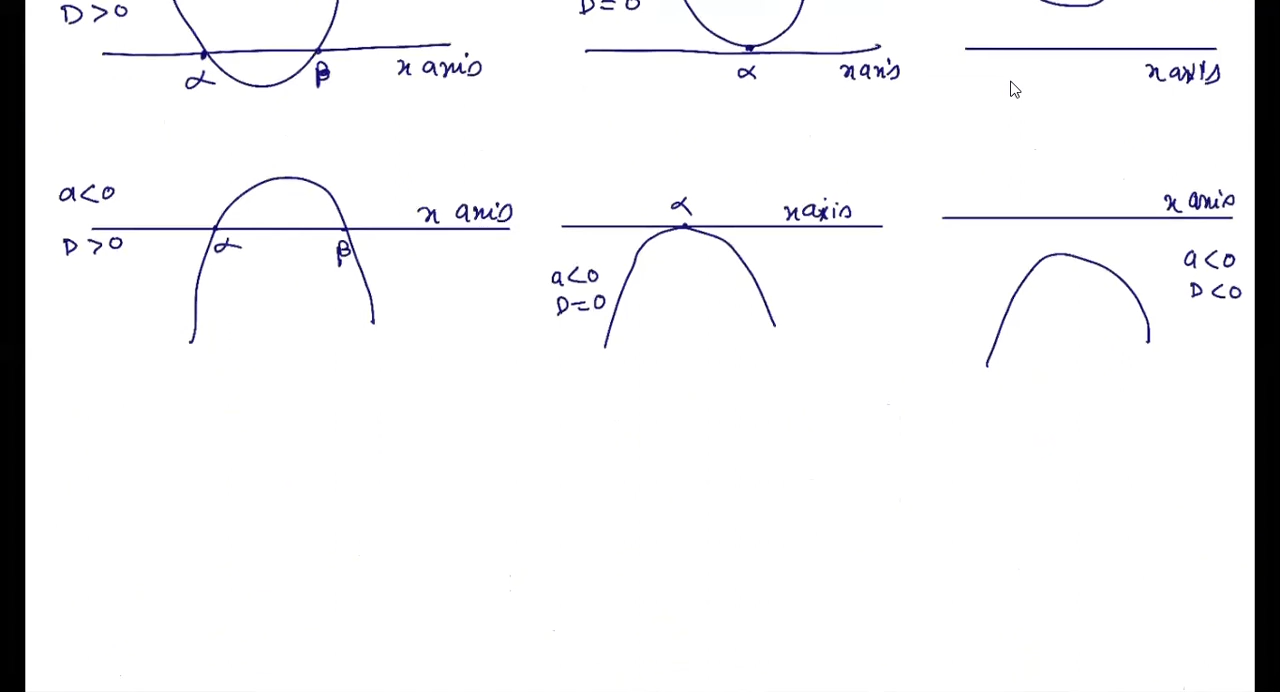 D > 0
D = 0
α
β
x axis
α
x axis
x axis
a < 0
D > 0
α
β
x axis
α
x axis
a < 0
D = 0
x axis
a < 0
D < 0